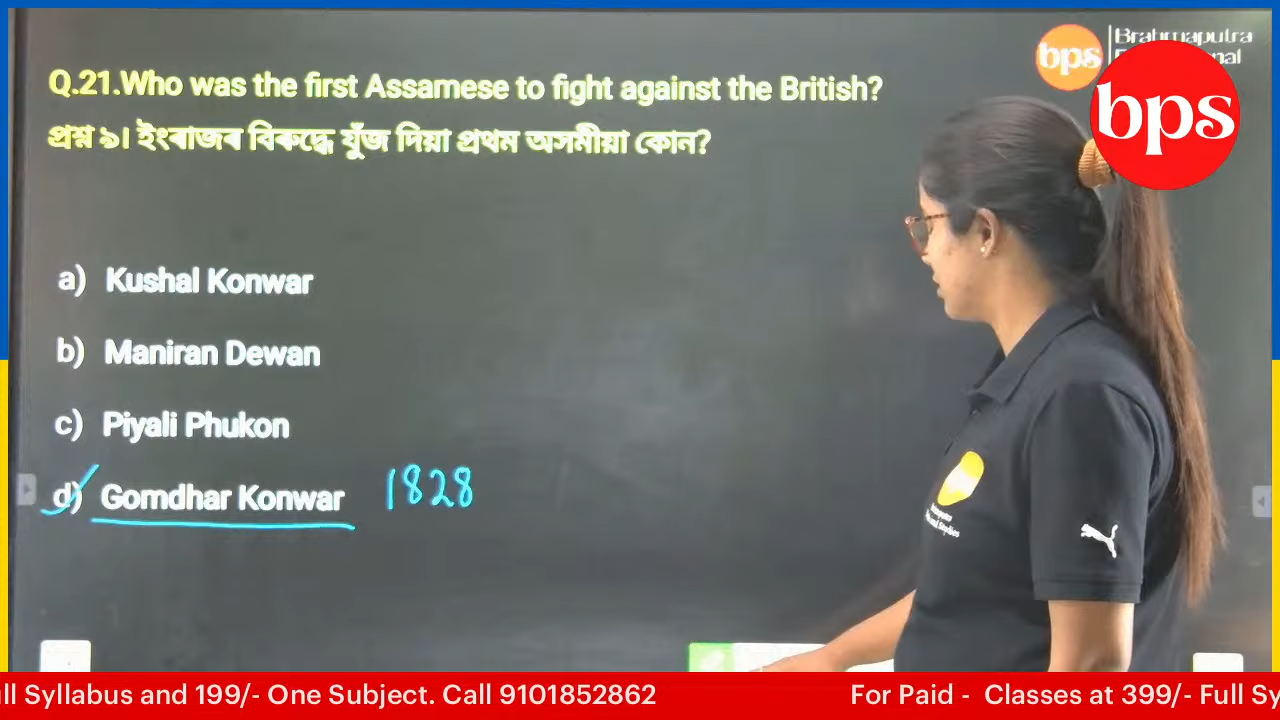 bps
Brahmaputra
bps
Q.21.Who was the first Assamese to fight against the British?
প্ৰশ্ন ৯। ইংৰাজৰ বিৰুদ্ধে যুঁজ দিয়া প্ৰথম অসমীয়া কোন?
a) Kushal Konwar
b) Maniran Dewan
c) Piyali Phukon
d) Gomdhar Konwar 1828
ll Syllabus and 199/- One Subject. Call 9101852862 For Paid - Classes at 399/- Full Sy